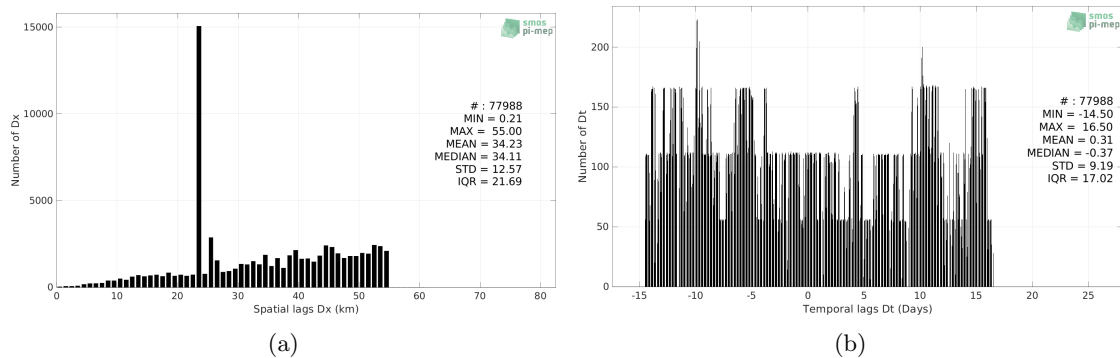 15000
10000
5000
0
Number of Dx
0
10
20
30
40
50
60
70
80
Spatial lags Dx (km)
smos
pi-mep
# : 77988
MIN = 0.21
MAX = 55.00
MEAN = 34.23
MEDIAN = 34.11
STD = 12.57
IQR = 21.69
(a)
200
150
100
50
0
Number of Dt
-15
-10
-5
0
5
10
15
20
25
Temporal lags Dt (Days)
smos
pi-mep
# : 77988
MIN = -14.50
MAX = 16.50
MEAN = 0.31
MEDIAN = -0.37
STD = 9.19
IQR = 17.02
(b)